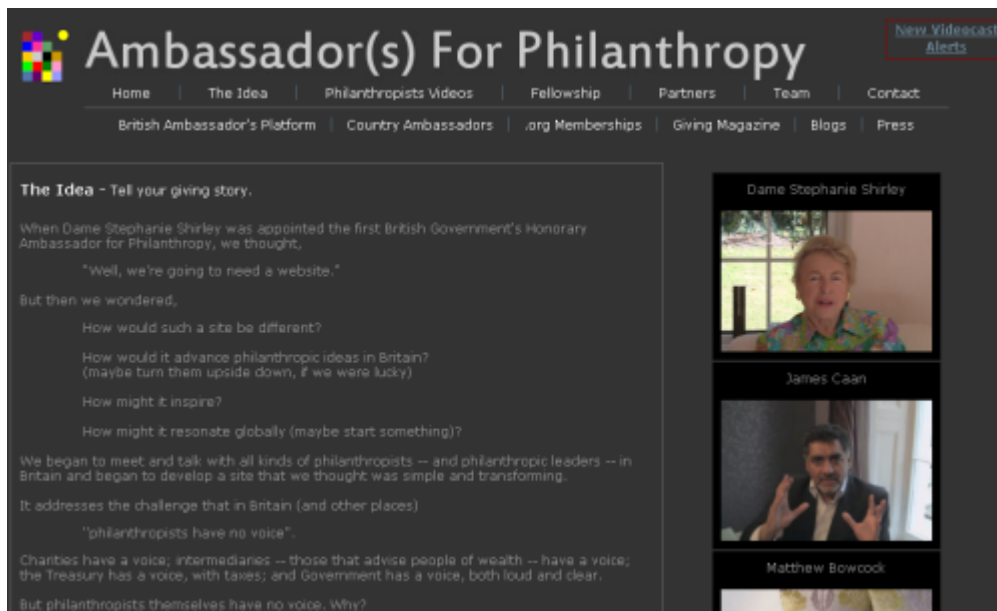 Ambassador(s) For Philanthropy
New Videocast
Alerts
Home | The Idea | Philanthropists Videos | Fellowship | Partners | Team | Contact
British Ambassador's Platform | Country Ambassadors | .org Memberships | Giving Magazine | Blogs | Press
The Idea - Tell your giving story.
When Dame Stephanie Shirley was appointed the first British Government's Honorary
Ambassador for Philanthropy, we thought,
"Well, we're going to need a website."
But then we wondered,
How would such a site be different?
How would it advance philanthropic ideas in Britain?
(maybe turn them upside down, if we were lucky)
How might it inspire?
How might it resonate globally (maybe start something)?
We began to meet and talk with all kinds of philanthropists -- and philanthropic leaders -- in
Britain and began to develop a site that we thought was simple and transforming.
It addresses the challenge that in Britain (and other places)
"philanthropists have no voice".
Charities have a voice; intermediaries -- those that advise people of wealth -- have a voice;
the Treasury has a voice, with taxes; and Government has a voice, both loud and clear.
But philanthropists themselves have no voice. Why?
Dame Stephanie Shirley
James Caan
Matthew Bowcock